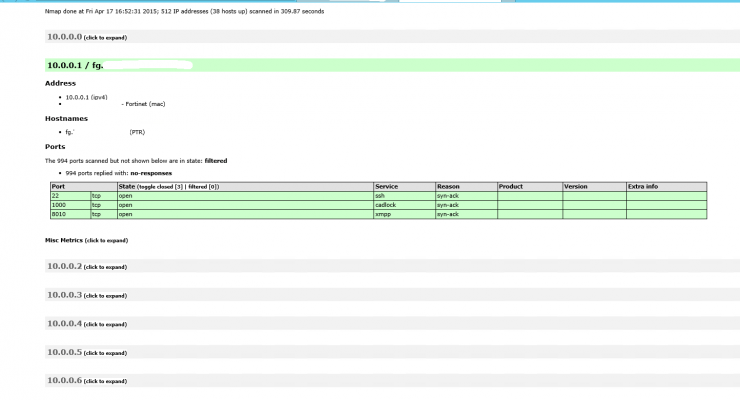 Nmap done at Fri Apr 17 16:52:31 2015; 512 IP addresses (38 hosts up) scanned in 309.87 seconds
10.0.0.0 (click to expand)
10.0.0.1 / fg.
Address
10.0.0.1 (ipv4)
- Fortinet (mac)
Hostnames
fg. (PTR)
Ports
The 994 ports scanned but not shown below are in state: filtered
994 ports replied with: no-responses
Port State (toggle closed [3] | filtered [0]) Service Reason Product Version Extra info
22 tcp open ssh syn-ack
1000 tcp open cadlock syn-ack
8010 tcp open xmpp syn-ack
Misc Metrics (click to expand)
10.0.0.2 (click to expand)
10.0.0.3 (click to expand)
10.0.0.4 (click to expand)
10.0.0.5 (click to expand)
10.0.0.6 (click to expand)